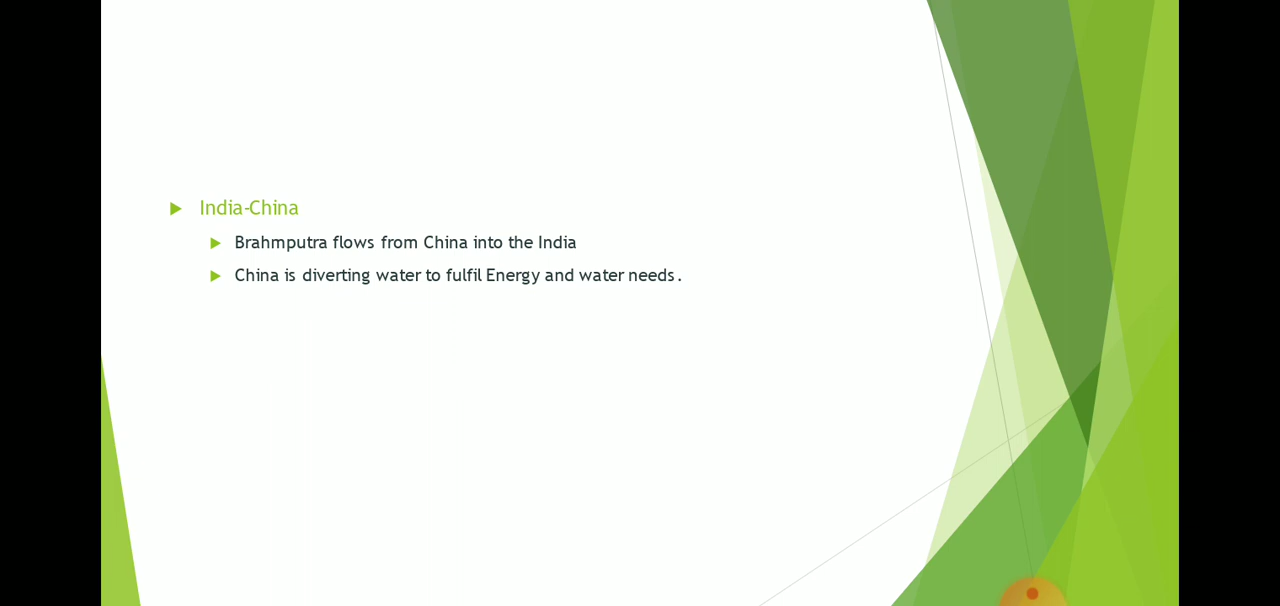 India-China
Brahmputra flows from China into the India
China is diverting water to fulfil Energy and water needs.